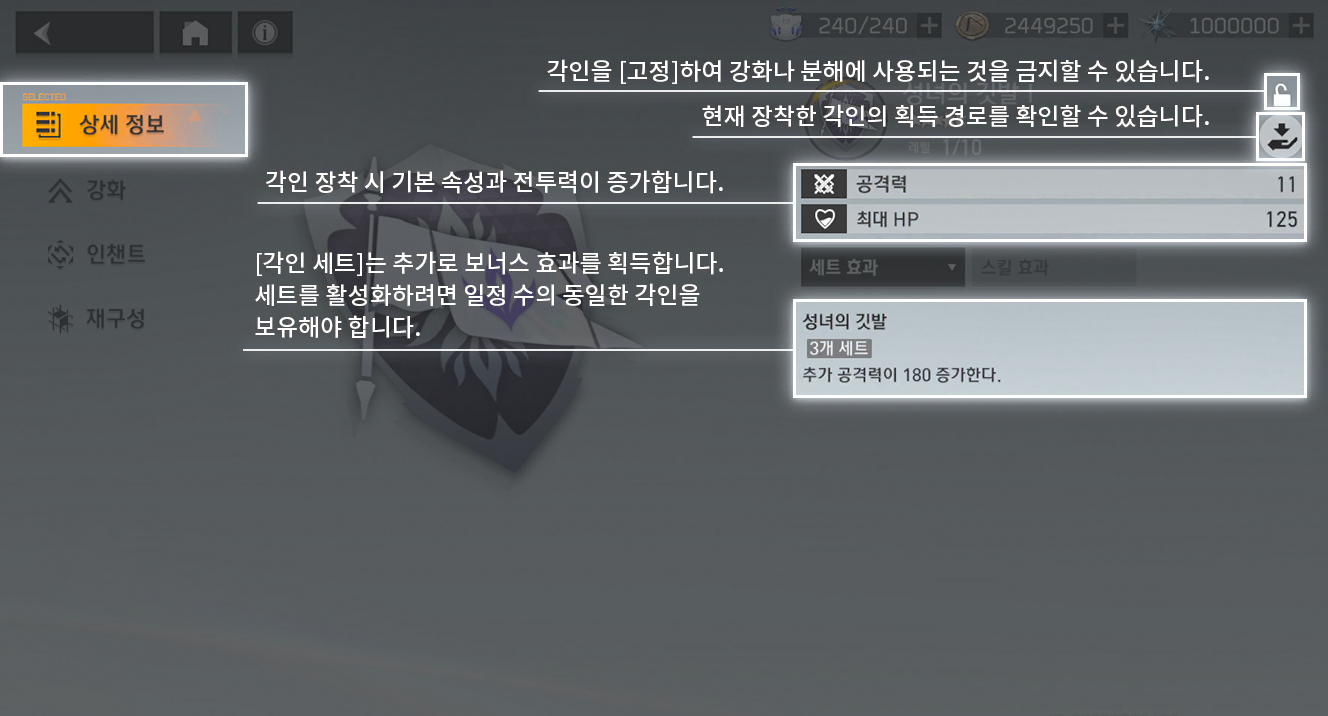 240/240
2449250
1000000
각인을 [고정]하여 강화나 분해에 사용되는 것을 금지할 수 있습니다.
성녀의 깃발 I
현재 장착한 각인의 획득 경로를 확인할 수 있습니다.
레벨 1/10
SELECTED
상세 정보
강화
인챈트
재구성
각인 장착 시 기본 속성과 전투력이 증가합니다.
공격력 11
최대 HP 125
[각인 세트]는 추가로 보너스 효과를 획득합니다.
세트를 활성화하려면 일정 수의 동일한 각인을
보유해야 합니다.
세트 효과 스킬 효과
성녀의 깃발
3개 세트
추가 공격력이 180 증가한다.